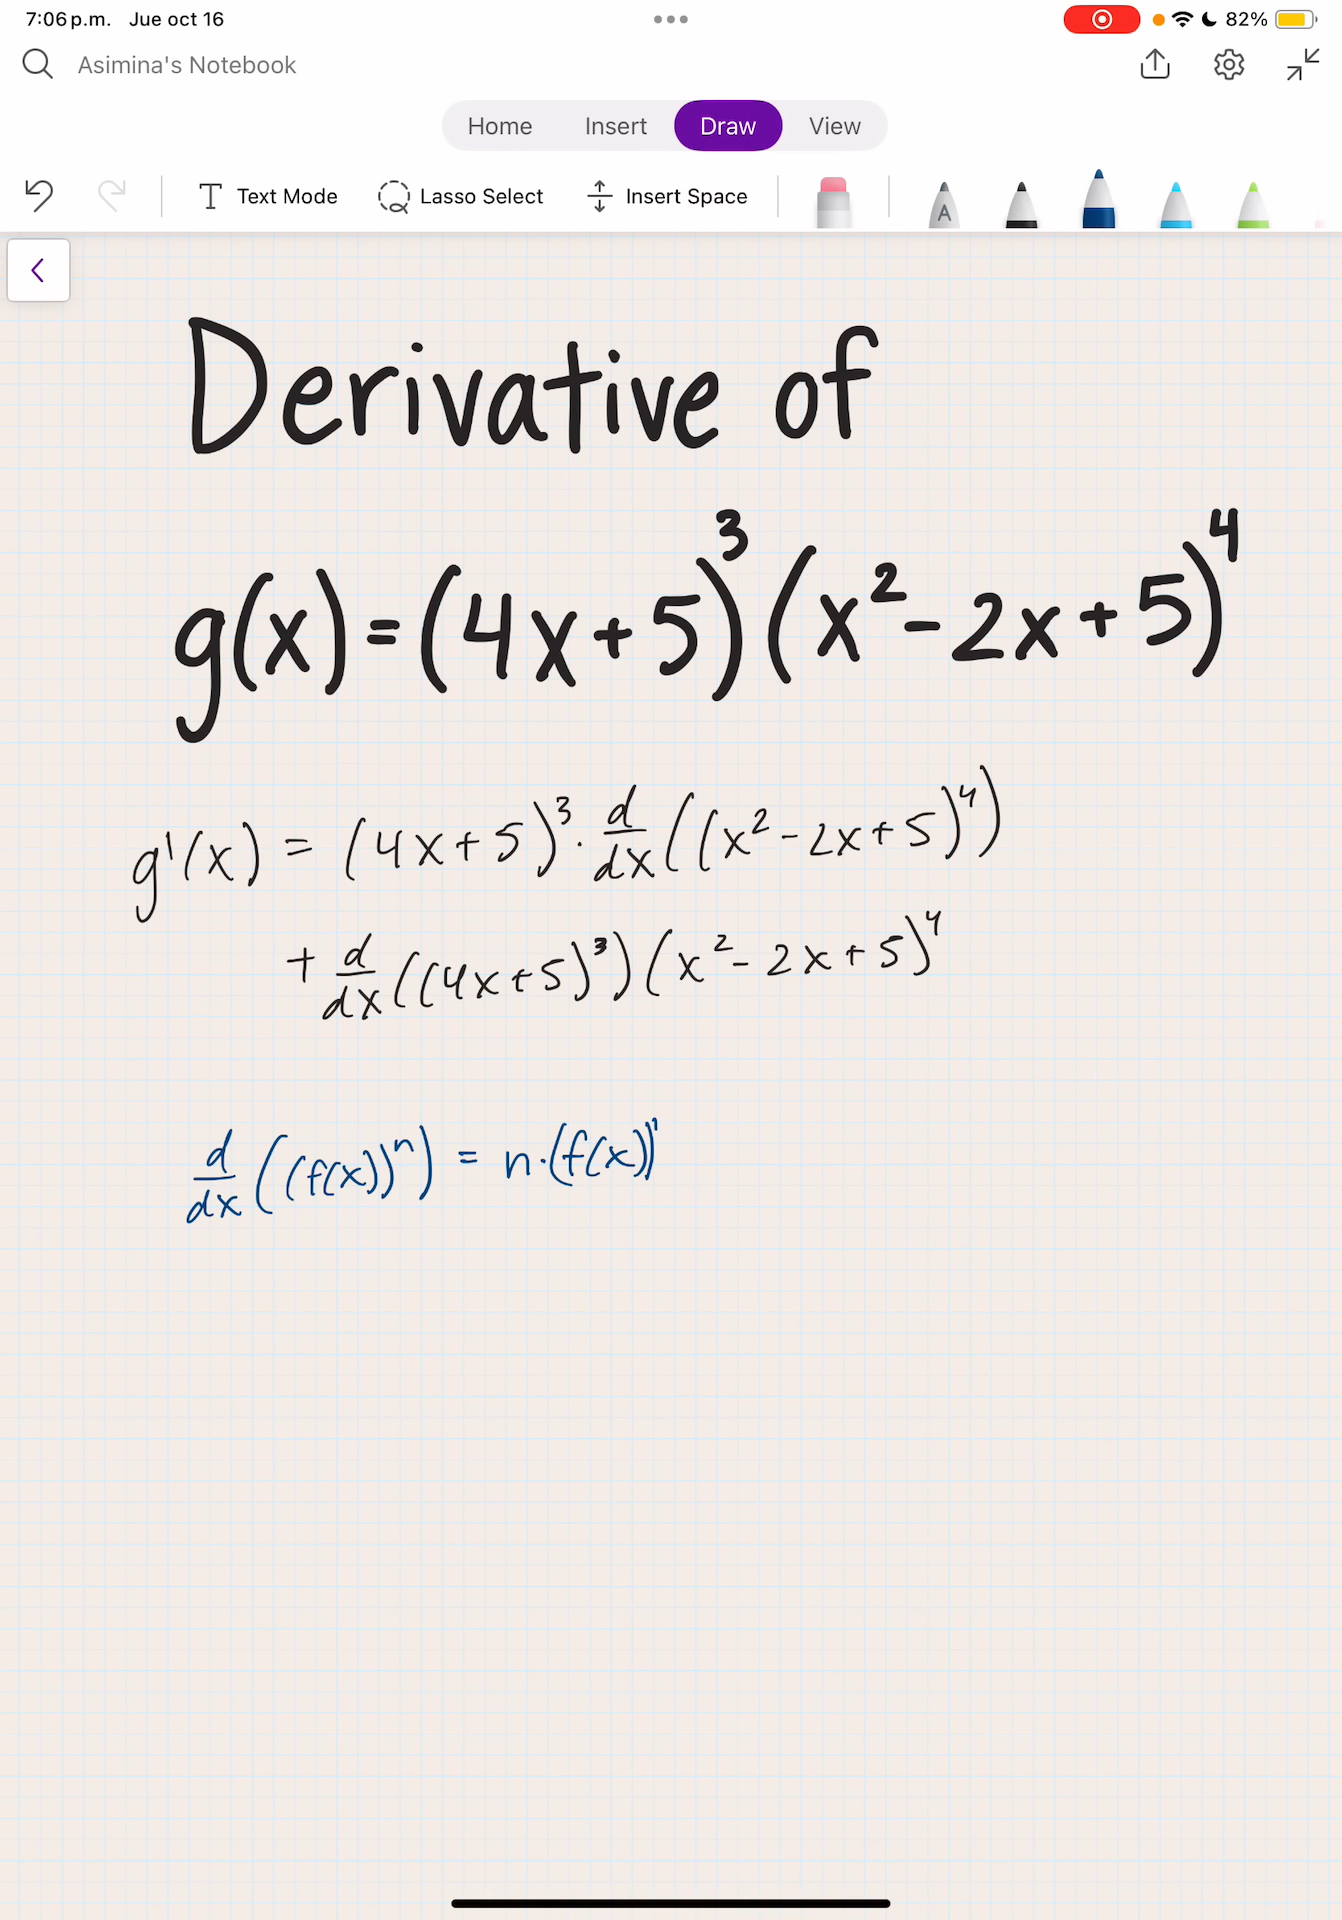 7:06 p.m. Jue oct 16 82%
Asimina's Notebook
Home Insert Draw View
Text Mode Lasso Select Insert Space A
Derivative of
g(x) = (4x+5)³ (x²-2x+5)⁴
g'(x) = (4x+5)³ · d/dx ((x²-2x+5)⁴)
+ d/dx ((4x+5)³) (x²-2x+5)⁴
d/dx ((f(x))ⁿ) = n·(f(x))